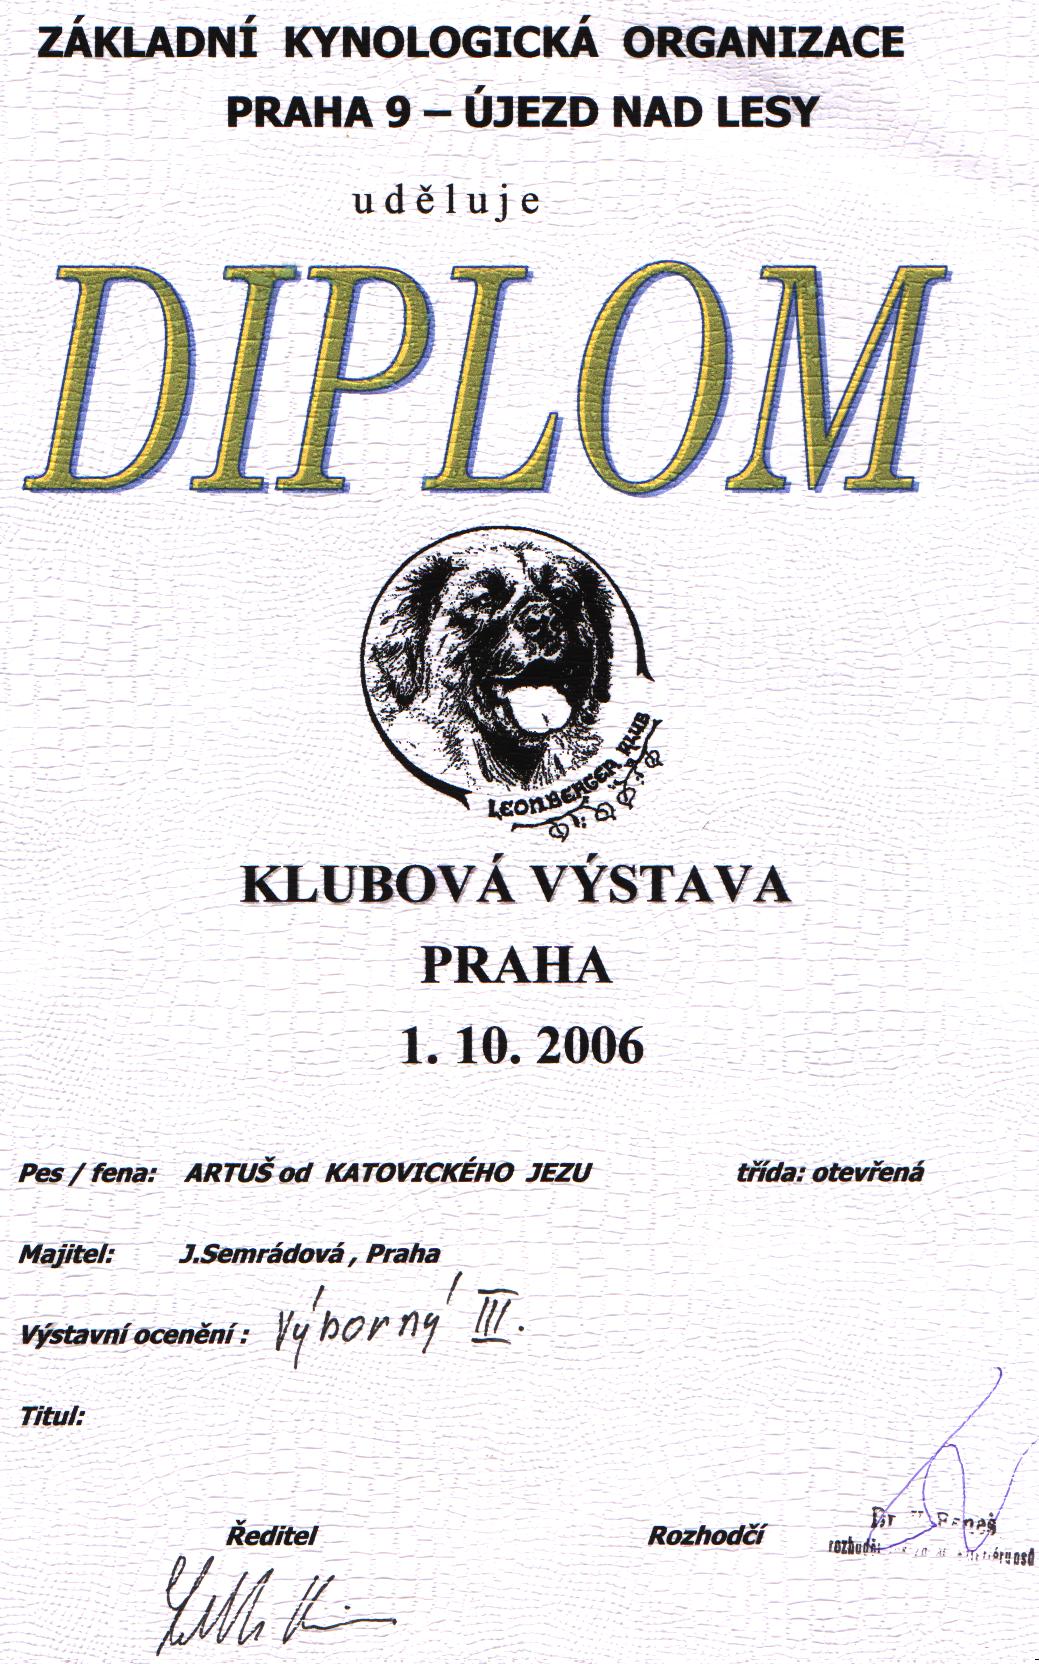 ZÁKLADNÍ KYNOLOGICKÁ ORGANIZACE
PRAHA 9 – ÚJEZD NAD LESY
uděluje
DIPLOM
LEONBERGER KLUB
KLUBOVÁ VÝSTAVA
PRAHA
1. 10. 2006
Pes / fena: ARTUŠ od KATOVICKÉHO JEZU třída: otevřená
Majitel: J.Semrádová , Praha
Výstavní ocenění : Výborný III.
Titul:
Ředitel Rozhodčí